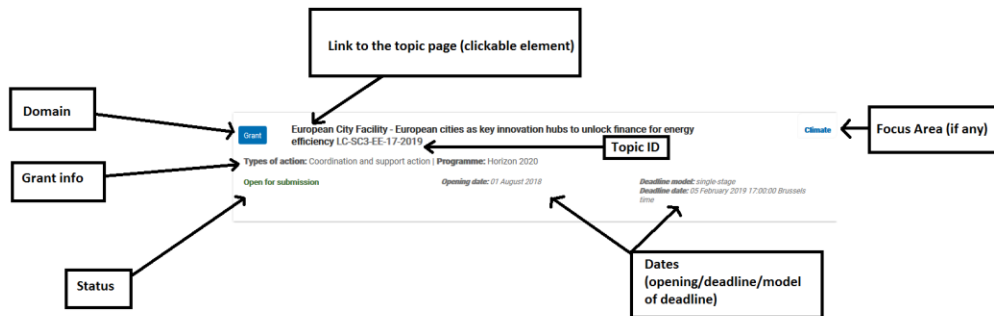 Link to the topic page (clickable element)
Domain
Grant
European City Facility - European cities as key innovation hubs to unlock finance for energy
efficiency LC-SC3-EE-17-2019
Climate
Focus Area (if any)
Topic ID
Types of action: Coordination and support action | Programme: Horizon 2020
Grant info
Open for submission
Opening date: 01 August 2018
Deadline model: single-stage
Deadline date: 05 February 2019 17:00:00 Brussels
time
Status
Dates
(opening/deadline/model
of deadline)